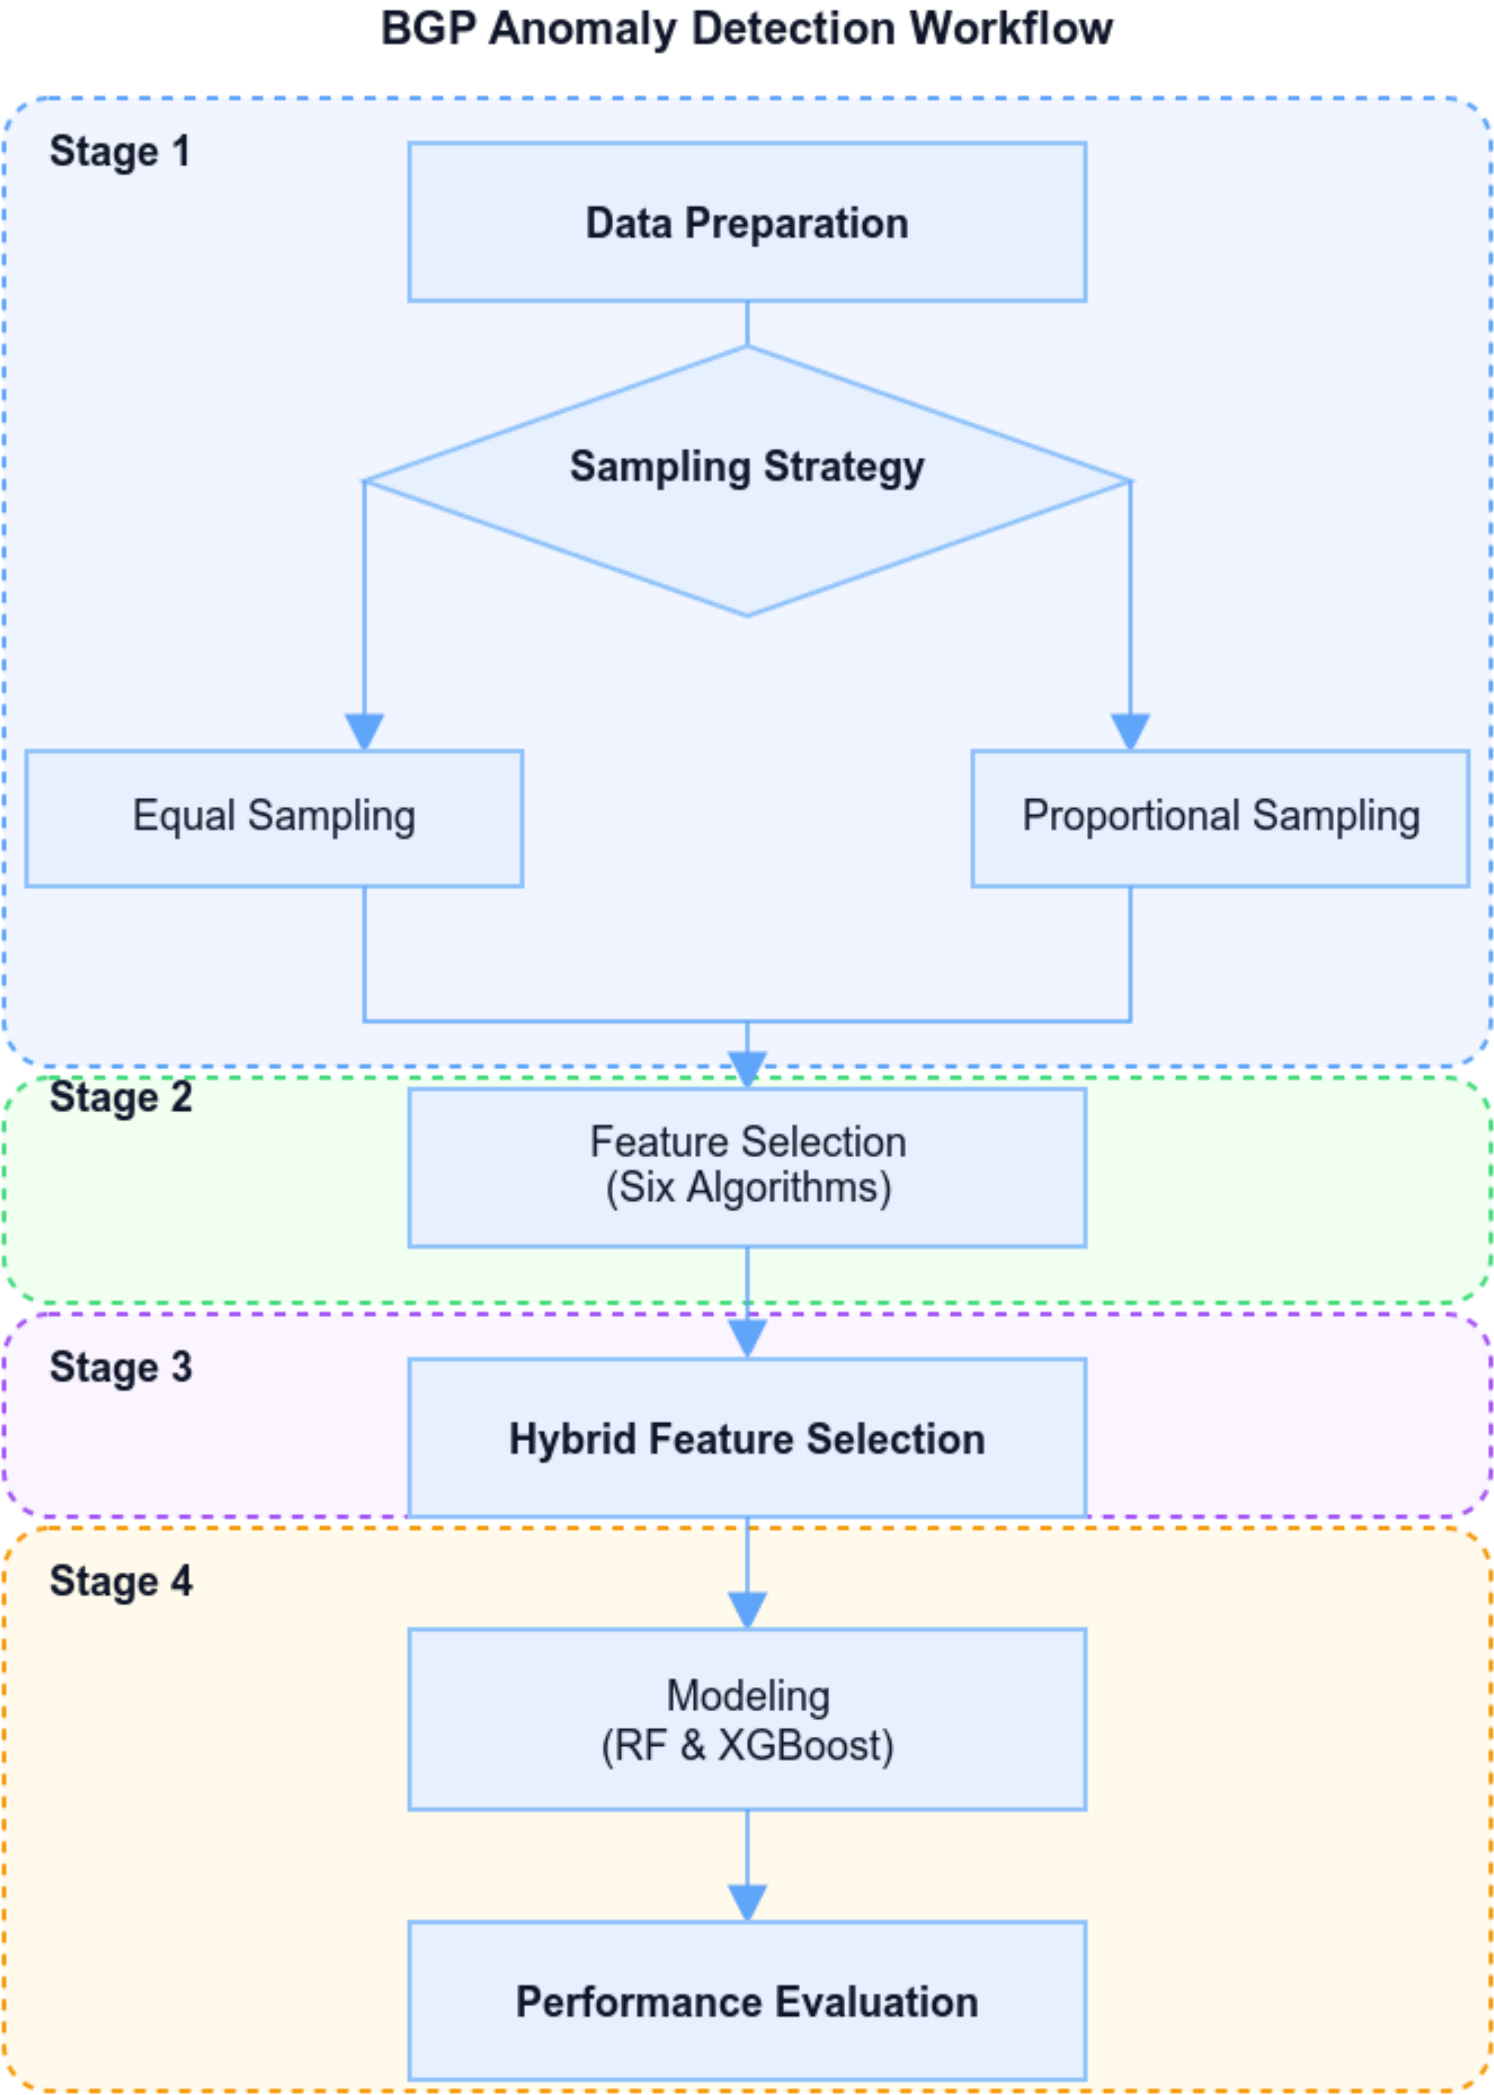 BGP Anomaly Detection Workflow
Stage 1
Data Preparation
Sampling Strategy
Equal Sampling
Proportional Sampling
Stage 2
Feature Selection
(Six Algorithms)
Stage 3
Hybrid Feature Selection
Stage 4
Modeling
(RF & XGBoost)
Performance Evaluation